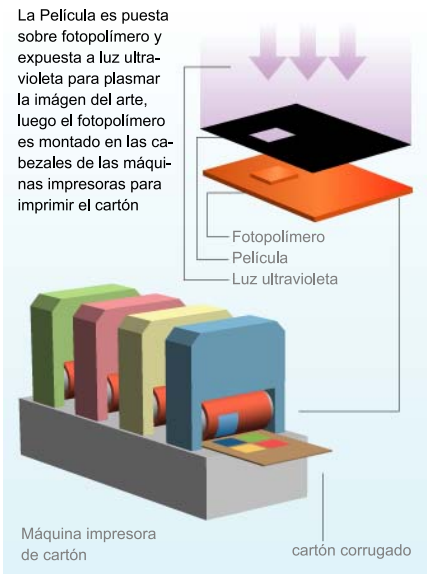 La Película es puesta
sobre fotopolímero y
expuesta a luz ultra-
violeta para plasmar
la imágen del arte,
luego el fotopolímero
es montado en las ca-
bezales de las máqui-
nas impresoras para
imprimir el cartón
Fotopolímero
Película
Luz ultravioleta
Máquina impresora
de cartón
cartón corrugado